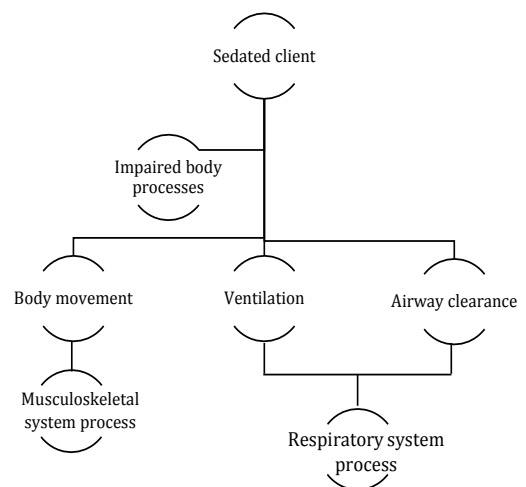 Sedated client
Impaired body
processes
Body movement
Ventilation
Airway clearance
Musculoskeletal
system process
Respiratory system
process